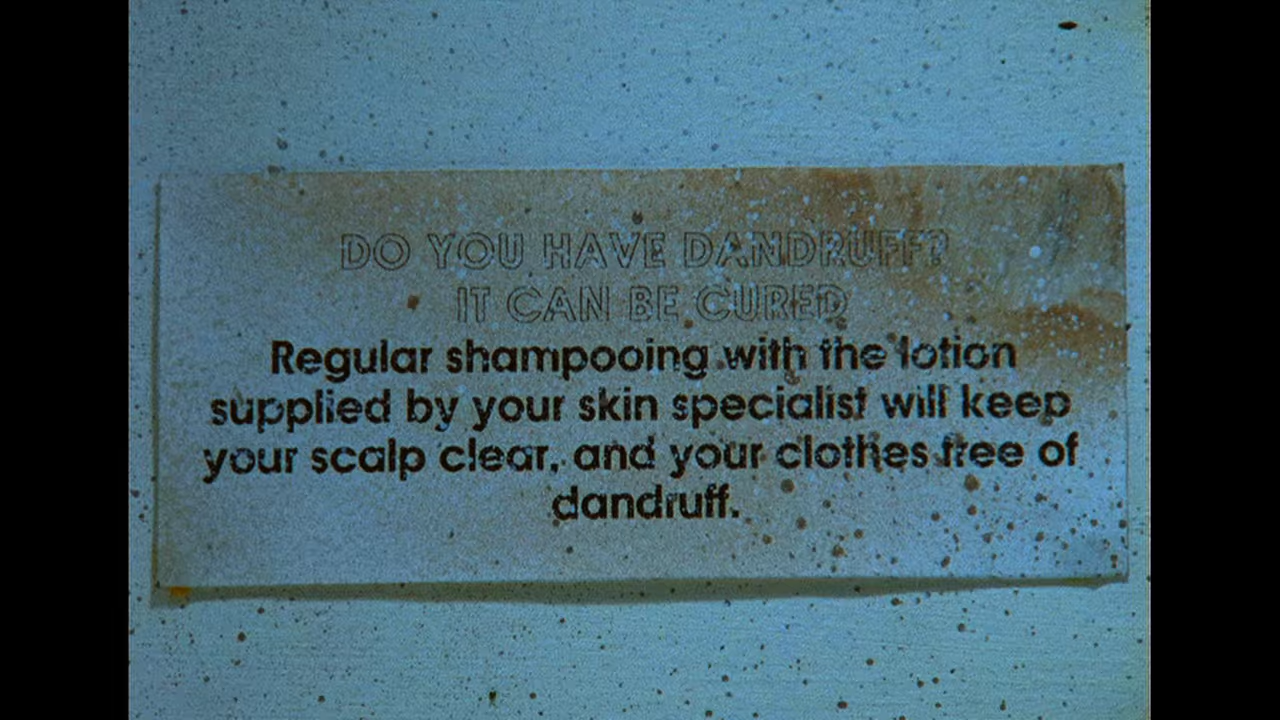 DO YOU HAVE DANDRUFF?
IT CAN BE CURED
Regular shampooing with the lotion
supplied by your skin specialist will keep
your scalp clear, and your clothes free of
dandruff.